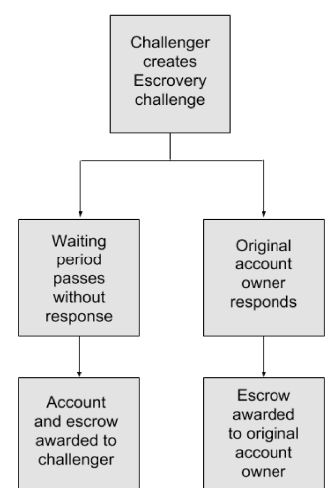 Challenger
creates
Escrovery
challenge
Waiting
period
passes
without
response
Original
account
owner
responds
Account
and escrow
awarded to
challenger
Escrow
awarded
to original
account
owner